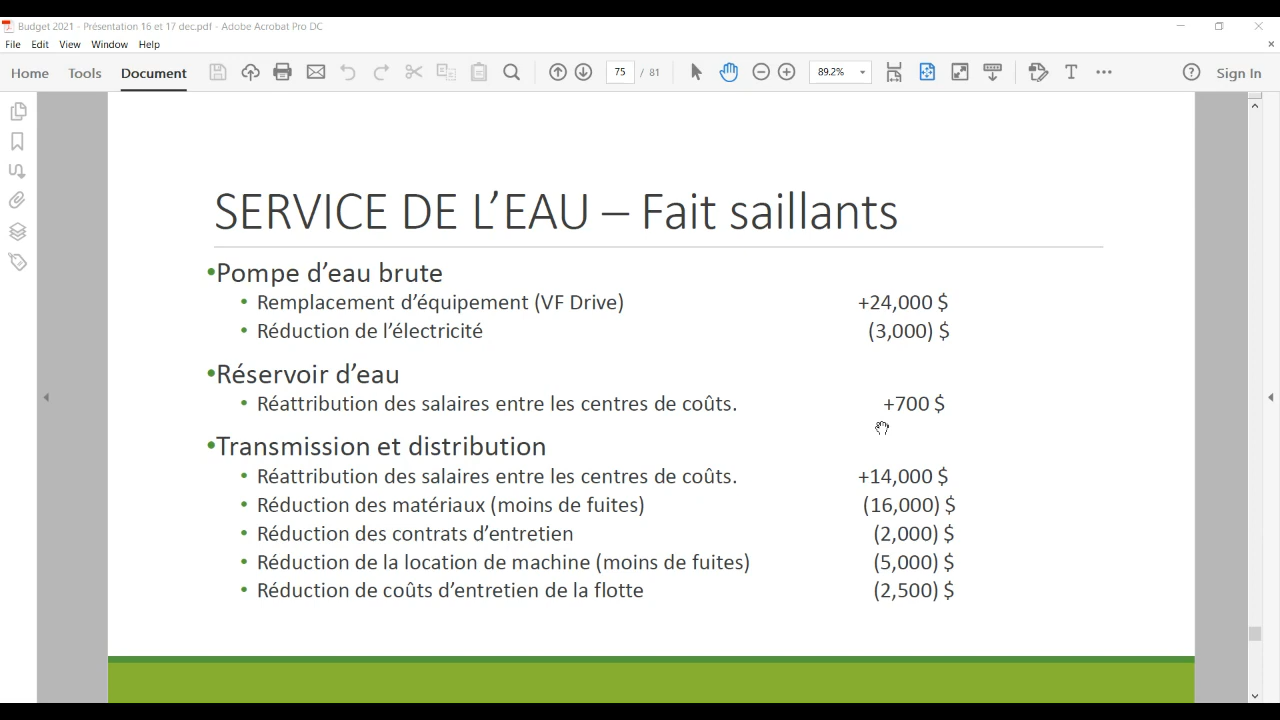 Budget 2021 - Présentation 16 et 17 dec.pdf - Adobe Acrobat Pro DC
File Edit View Window Help
Home Tools Document 75 / 81 89.2% Sign In
SERVICE DE L’EAU – Fait saillants
•Pompe d’eau brute
• Remplacement d’équipement (VF Drive) +24,000 $
• Réduction de l’électricité (3,000) $
•Réservoir d’eau
• Réattribution des salaires entre les centres de coûts. +700 $
•Transmission et distribution
• Réattribution des salaires entre les centres de coûts. +14,000 $
• Réduction des matériaux (moins de fuites) (16,000) $
• Réduction des contrats d’entretien (2,000) $
• Réduction de la location de machine (moins de fuites) (5,000) $
• Réduction de coûts d’entretien de la flotte (2,500) $